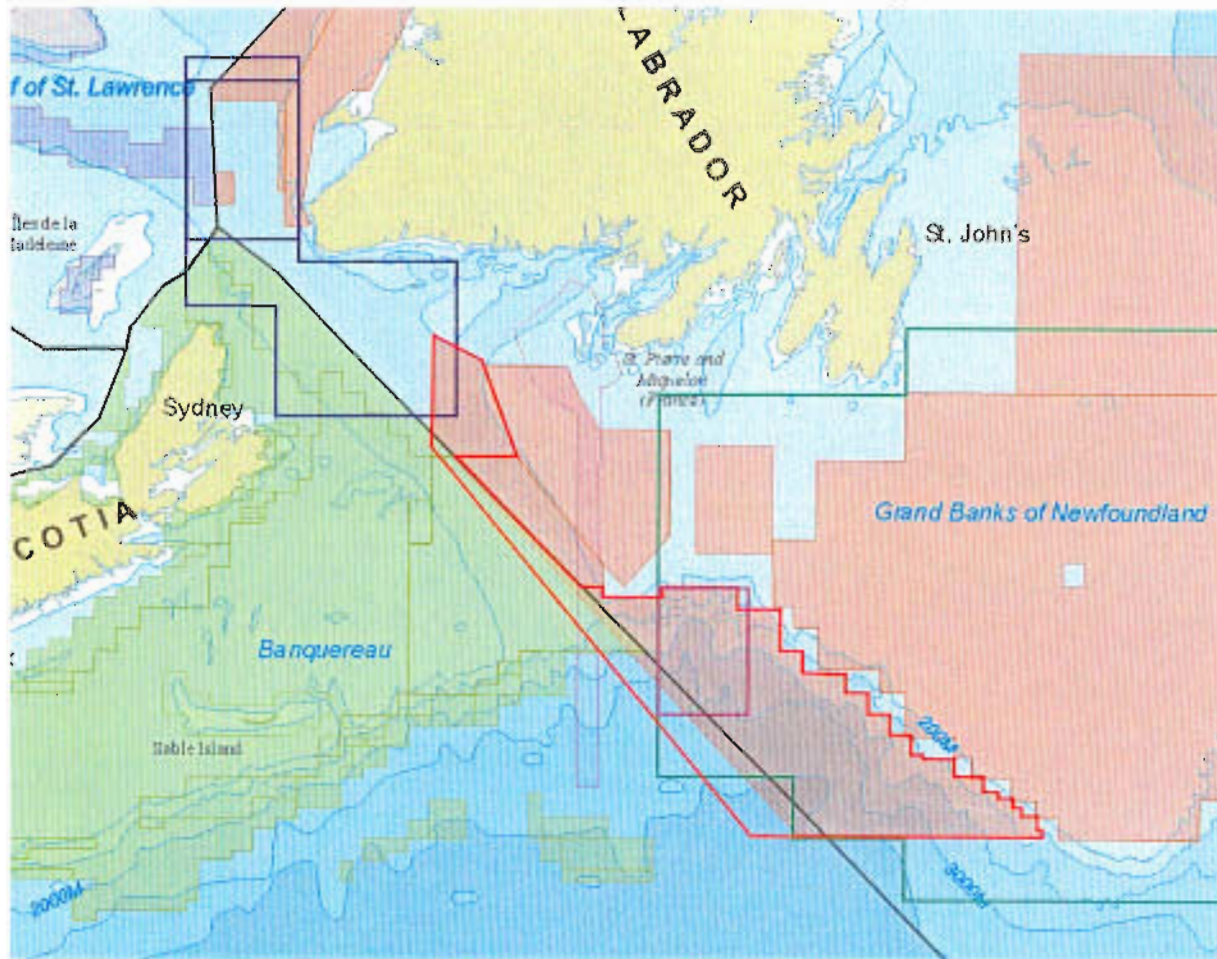 LABRADOR
f of St. Lawrence
Îles de la
Madeleine
St. John's
St. Pierre and
Miquelon
(France)
Sydney
COTIA
Grand Banks of Newfoundland
Banquereau
Sable Island
200M
2000M
3000M